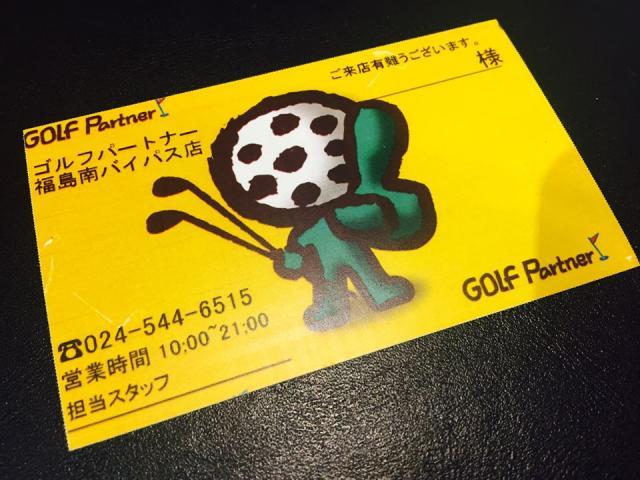 ご来店有難うございます。
様
GOLF Partner
ゴルフパートナー
福島南バイパス店
GOLF Partner
☎024-544-6515
営業時間 10;00~21:00
担当スタッフ